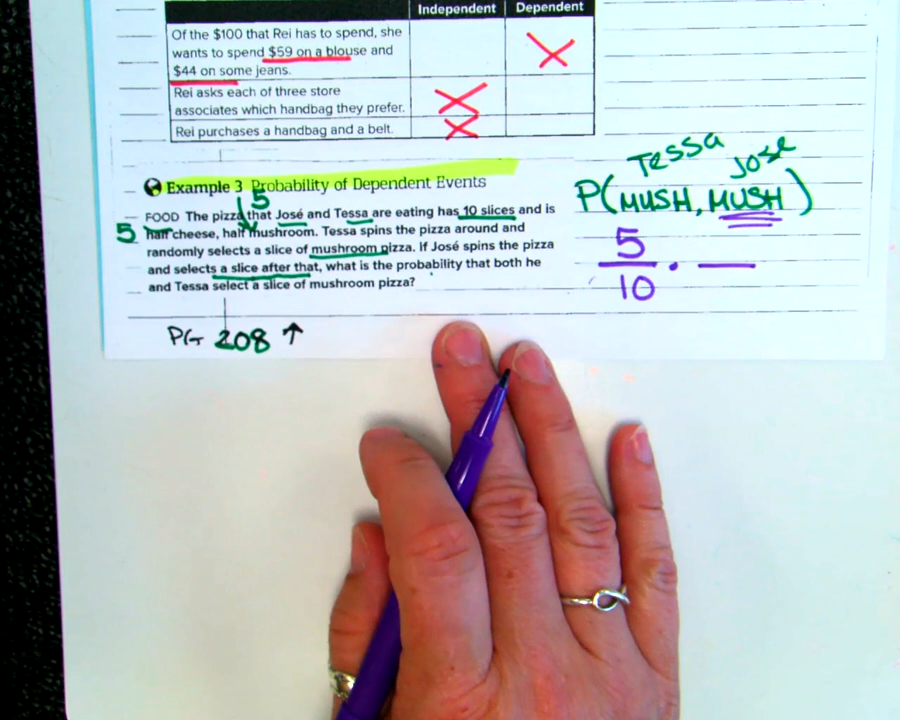 Independent Dependent
Of the $100 that Rei has to spend, she
wants to spend $59 on a blouse and
$44 on some jeans.
Rei asks each of three store
associates which handbag they prefer.
Rei purchases a handbag and a belt.
Example 3 Probability of Dependent Events
5
FOOD The pizza that José and Tessa are eating has 10 slices and is
5 half cheese, half mushroom. Tessa spins the pizza around and
randomly selects a slice of mushroom pizza. If José spins the pizza
and selects a slice after that, what is the probability that both he
and Tessa select a slice of mushroom pizza?
PG 208 ↑
Tessa Jose
P(MUSH, MUSH)
5
10 ·